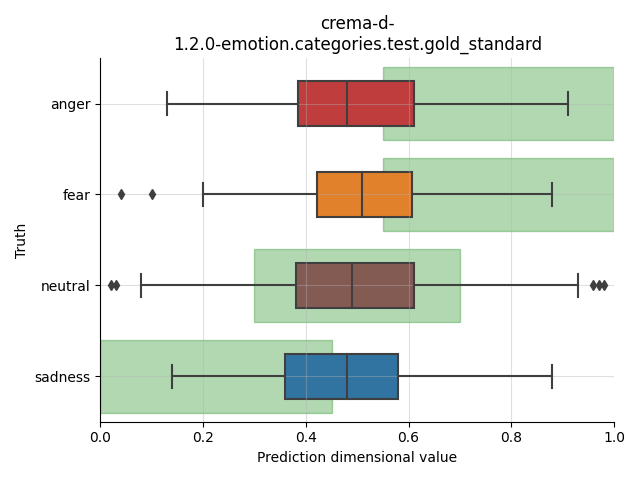 crema-d-
1.2.0-emotion.categories.test.gold_standard
Truth
anger
fear
neutral
sadness
0.0 0.2 0.4 0.6 0.8 1.0
Prediction dimensional value